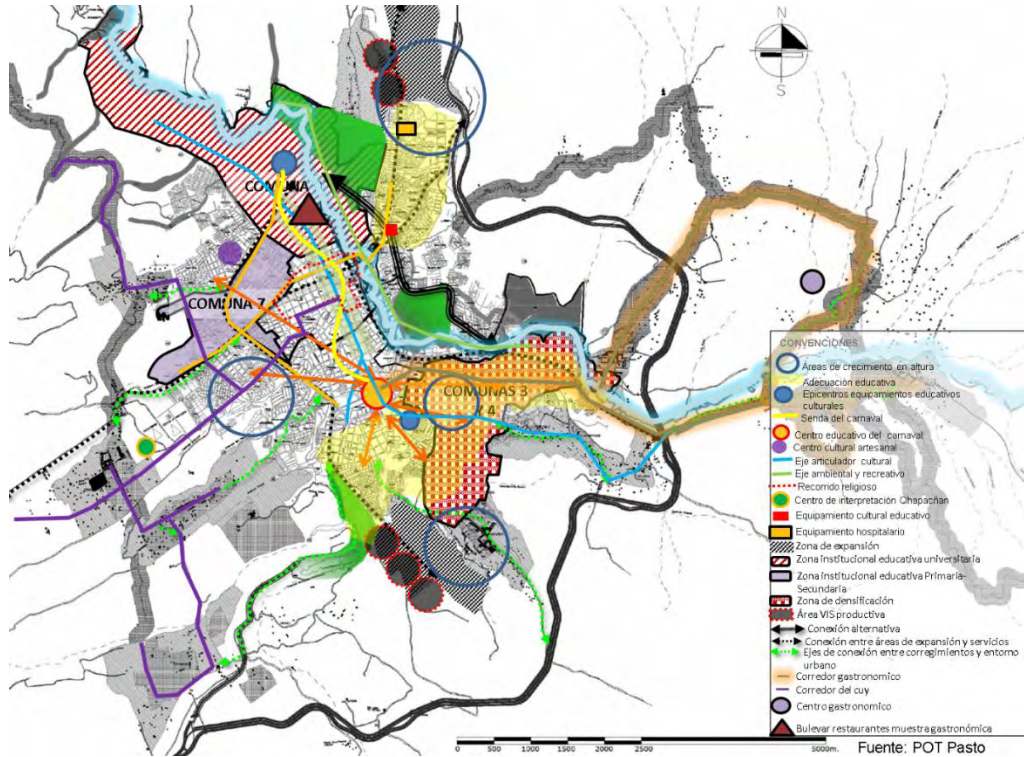 N
S
COMUNA
COMUNA 7
COMUNAS 3
Y 4
CONVENCIONES
Áreas de crecimiento en altura
Adecuación educativa
Epicentros equipamientos educativos
culturales
Senda del carnaval
Centro educativo del carnaval
Centro cultural artesanal
Eje articulador cultural
Eje ambiental y recreativo
Recorrido religioso
Centro de interpretación Qhapacñan
Equipamiento cultural educativo
Equipamiento hospitalario
Zona de expansión
Zona institucional educativa universitaria
Zona institucional educativa Primaria-
Secundaria
Zona de densificación
Área VIS productiva
Conexión alternativa
Conexión entre áreas de expansión y servicios
Ejes de conexión entre corregimientos y entorno
urbano
Corredor gastronomico
Corredor del cuy
Centro gastronomico
Bulevar restaurantes muestra gastronómica
0 500 1000 1500 2000 2500 5000m.
Fuente: POT Pasto